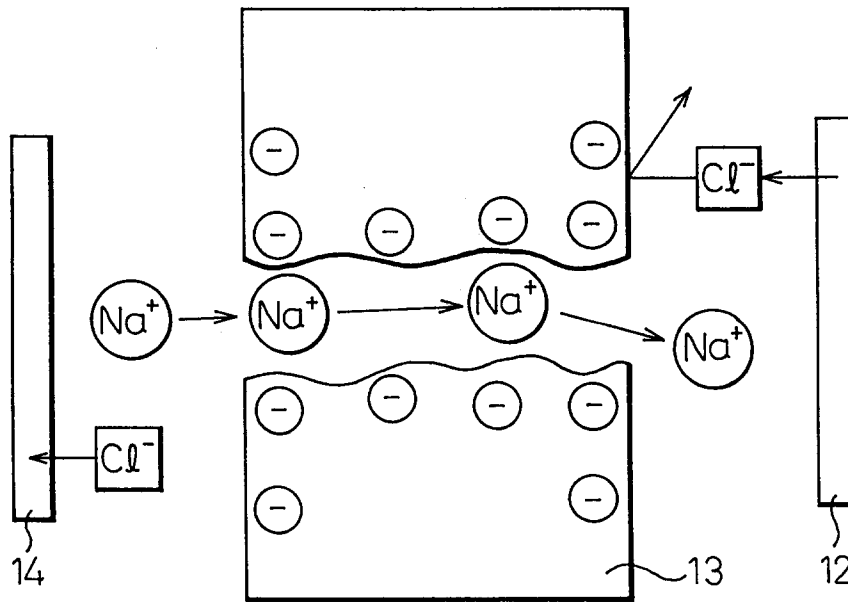 − −
Cl⁻
− − − −
Na⁺ Na⁺ Na⁺ Na⁺
− − − −
Cl⁻
− −
14 13 12